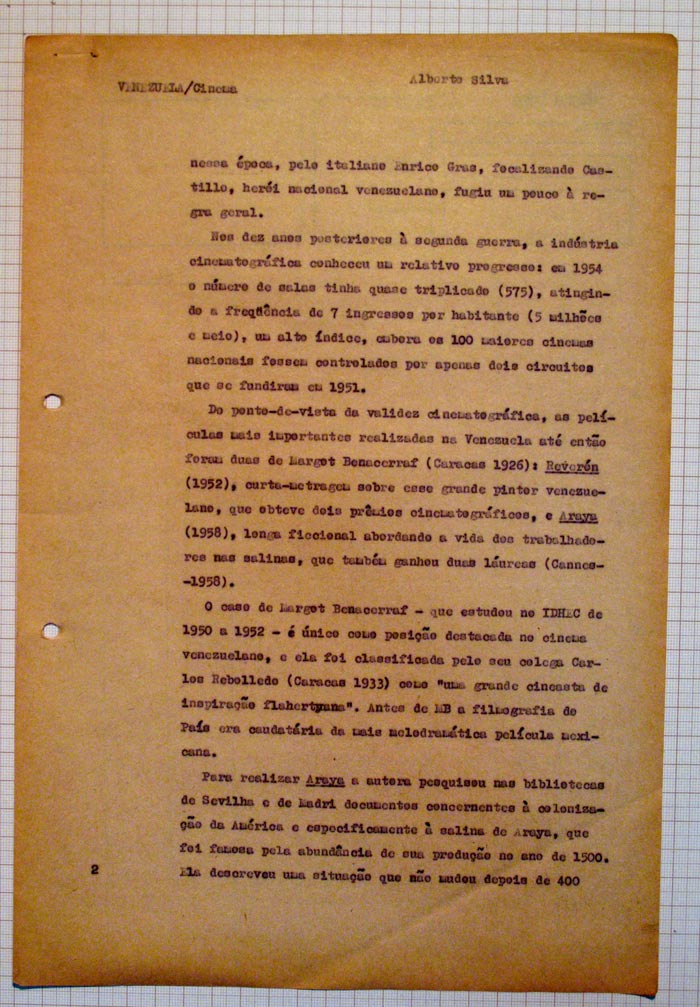 VENEZUELA/Cinema
Alberto Silva
nessa época, pelo italiano Enrico Gras, focalizando Cas-
tillo, herói nacional venezuelano, fugiu um pouco à re-
gra geral.
Nos dez anos posteriores à segunda guerra, a indústria
cinematográfica conheceu um relativo progresso: em 1954
o número de salas tinha quase triplicado (575), atingin-
do a freqüência de 7 ingressos por habitante (5 milhões
e meio), um alto índice, embora os 100 maiores cinemas
nacionais fossem controlados por apenas dois circuitos
que se fundiram em 1951.
Do ponto-de-vista da validez cinematográfica, as pelí-
culas mais importantes realizadas na Venezuela até então
foram duas de Margot Benacerraf (Caracas 1926): Reverón
(1952), curta-metragem sobre esse grande pintor venezue-
lano, que obteve dois prêmios cinematográficos, e Araya
(1958), longa ficcional abordando a vida dos trabalhado-
res nas salinas, que também ganhou duas láureas (Cannes-
-1958).
O caso de Margot Benacerraf - que estudou no IDHEC de
1950 a 1952 - é único como posição destacada no cinema
venezuelano, e ela foi classificada pelo seu colega Car-
los Rebolledo (Caracas 1933) como "uma grande cineasta de
inspiração flahertyana". Antes de MB a filmografia do
País era caudatária da mais melodramática película mexi-
cana.
Para realizar Araya a autora pesquisou nas bibliotecas
de Sevilha e de Madri documentos concernentes à coloniza-
ção da América e especificamente à salina de Araya, que
foi famosa pela abundância de sua produção no ano de 1500.
Ela descreveu uma situação que não mudou depois de 400
2